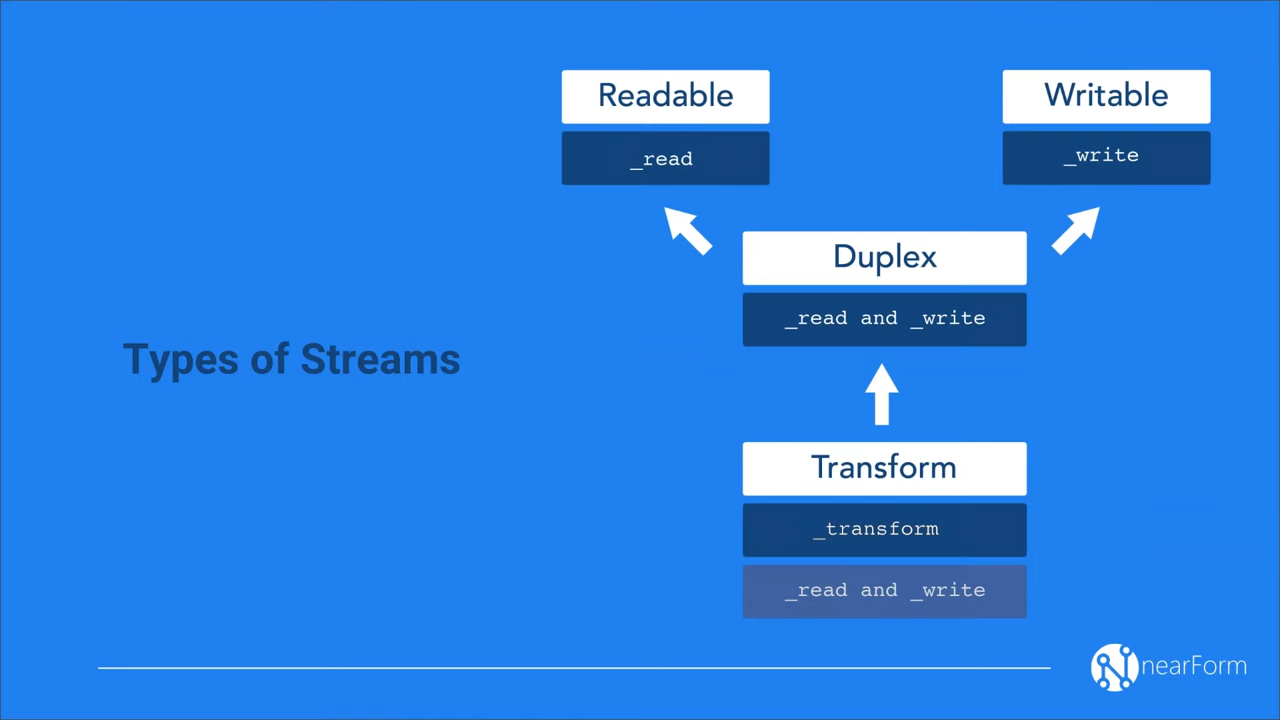 Readable
Writable
_read
_write
Duplex
_read and _write
Types of Streams
Transform
_transform
_read and _write
nearForm